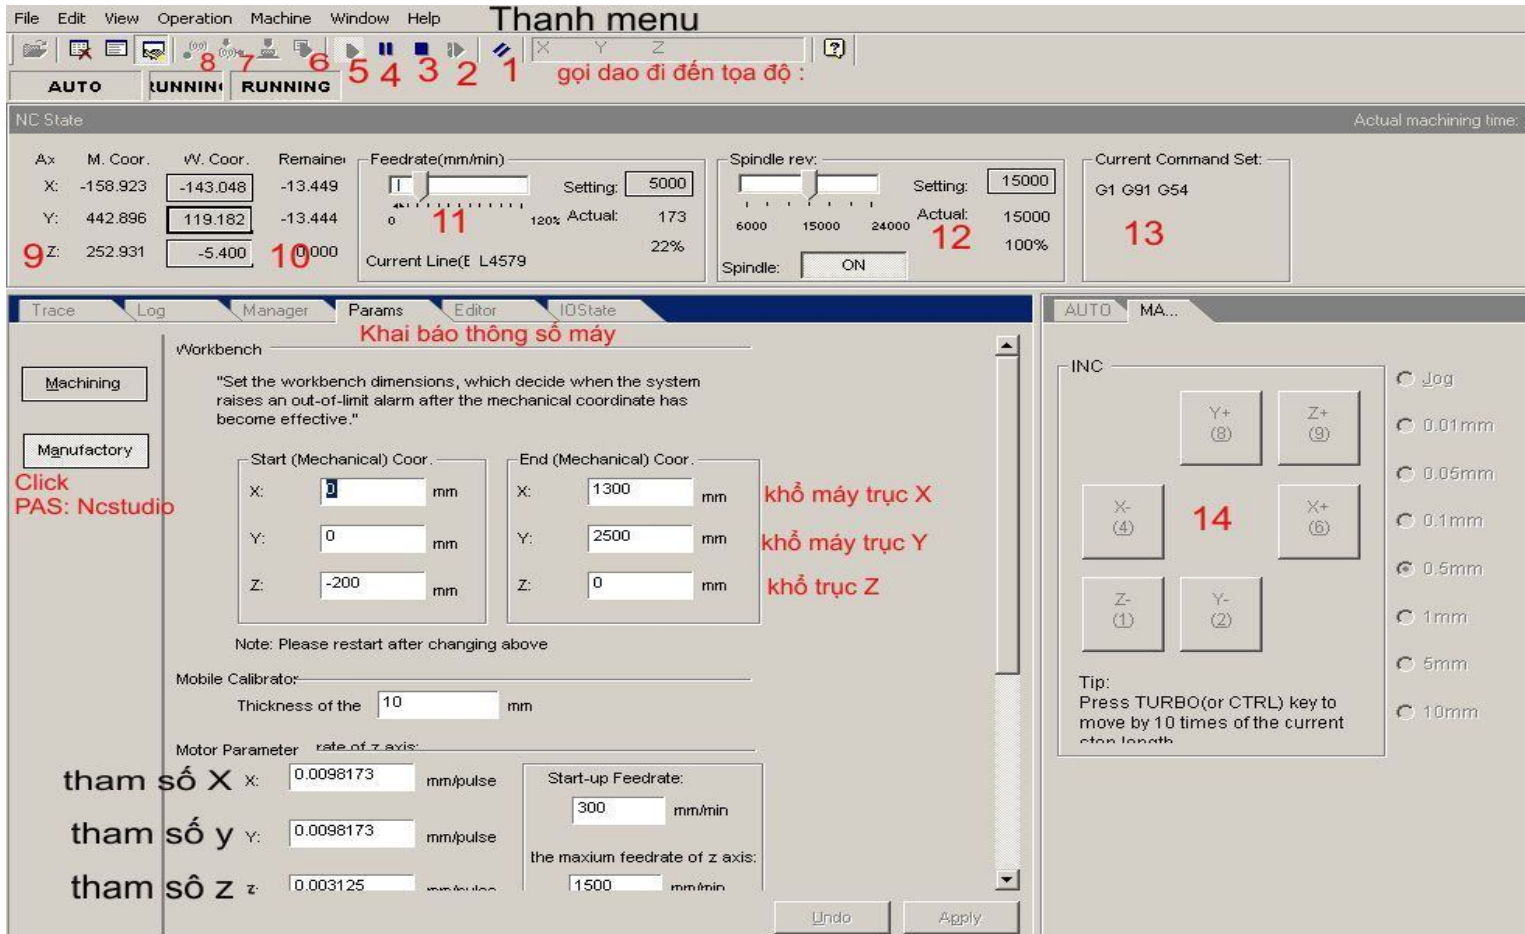 File Edit View Operation Machine Window Help Thanh menu
X Y Z
8 7 6 5 4 3 2 1 gọi dao đi đến tọa độ :
AUTO RUNNING RUNNING
NC State Actual machining time:
Ax M. Coor. W. Coor. Remaine Feedrate(mm/min) Spindle rev: Current Command Set:
X: -158.923 -143.048 -13.449 Setting: 5000 Setting: 15000 G1 G91 G54
Y: 442.896 119.182 -13.444 0 11 120% Actual: 173 6000 15000 24000 Actual: 15000 13
9 Z: 252.931 -5.400 10 0.000 22% 12 100%
Current Line(E L4579 Spindle: ON
Trace Log Manager Params Editor IOState AUTO MA...
Khai báo thông số máy
Workbench
Machining
Manufactory
Click
PAS: Ncstudio
"Set the workbench dimensions, which decide when the system
raises an out-of-limit alarm after the mechanical coordinate has
become effective."
Start (Mechanical) Coor. End (Mechanical) Coor.
X: 0 mm X: 1300 mm khổ máy trục X
Y: 0 mm Y: 2500 mm khổ máy trục Y
Z: -200 mm Z: 0 mm khổ trục Z
Note: Please restart after changing above
Mobile Calibrator
Thickness of the 10 mm
Motor Parameter rate of z axis:
tham số X X: 0.0098173 mm/pulse
tham số y Y: 0.0098173 mm/pulse
tham sô z z: 0.003125 mm/pulse
Start-up Feedrate:
300 mm/min
the maxium feedrate of z axis:
1500 mm/min
Undo Apply
INC
Y+
(8)
Z+
(9)
X-
(4)
14
X+
(6)
Z-
(1)
Y-
(2)
Tip:
Press TURBO(or CTRL) key to
move by 10 times of the current
step length
Jog
0.01mm
0.05mm
0.1mm
0.5mm
1mm
5mm
10mm